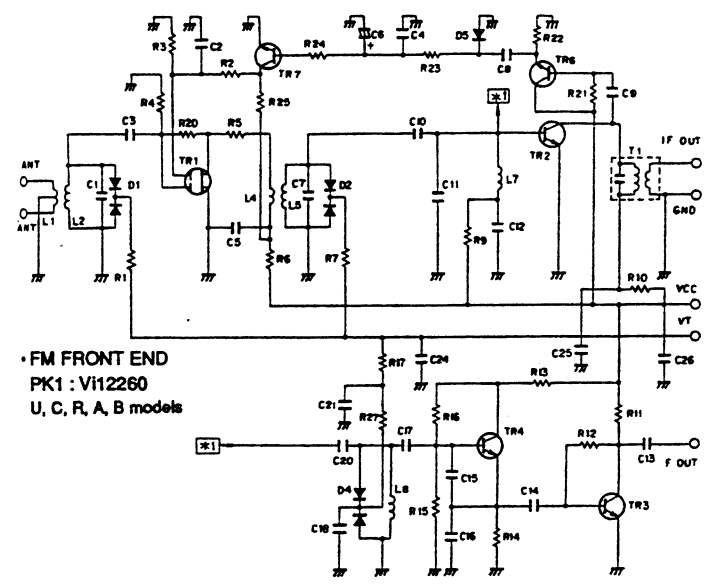 C6
C4
D5
R22
R3
C2
R24
+
R23
C8
TR6
R2
TR7
R21
C9
R4
R25
C3
R20
R5
C10
*1
TR2
T1
IF OUT
ANT
TR1
C1
D1
L4
L5
C7
D2
C11
L7
L1
L2
GND
ANT
C5
C12
R9
R1
R6
R7
R10
VCC
VT
• FM FRONT END
PK1 : Vi12260
U, C, R, A, B models
R17
C24
C25
C26
R13
C21
R27
C17
R16
R11
TR4
R12
*1
C20
C13
F OUT
D4
L8
C15
C14
C18
R15
C16
R14
TR3